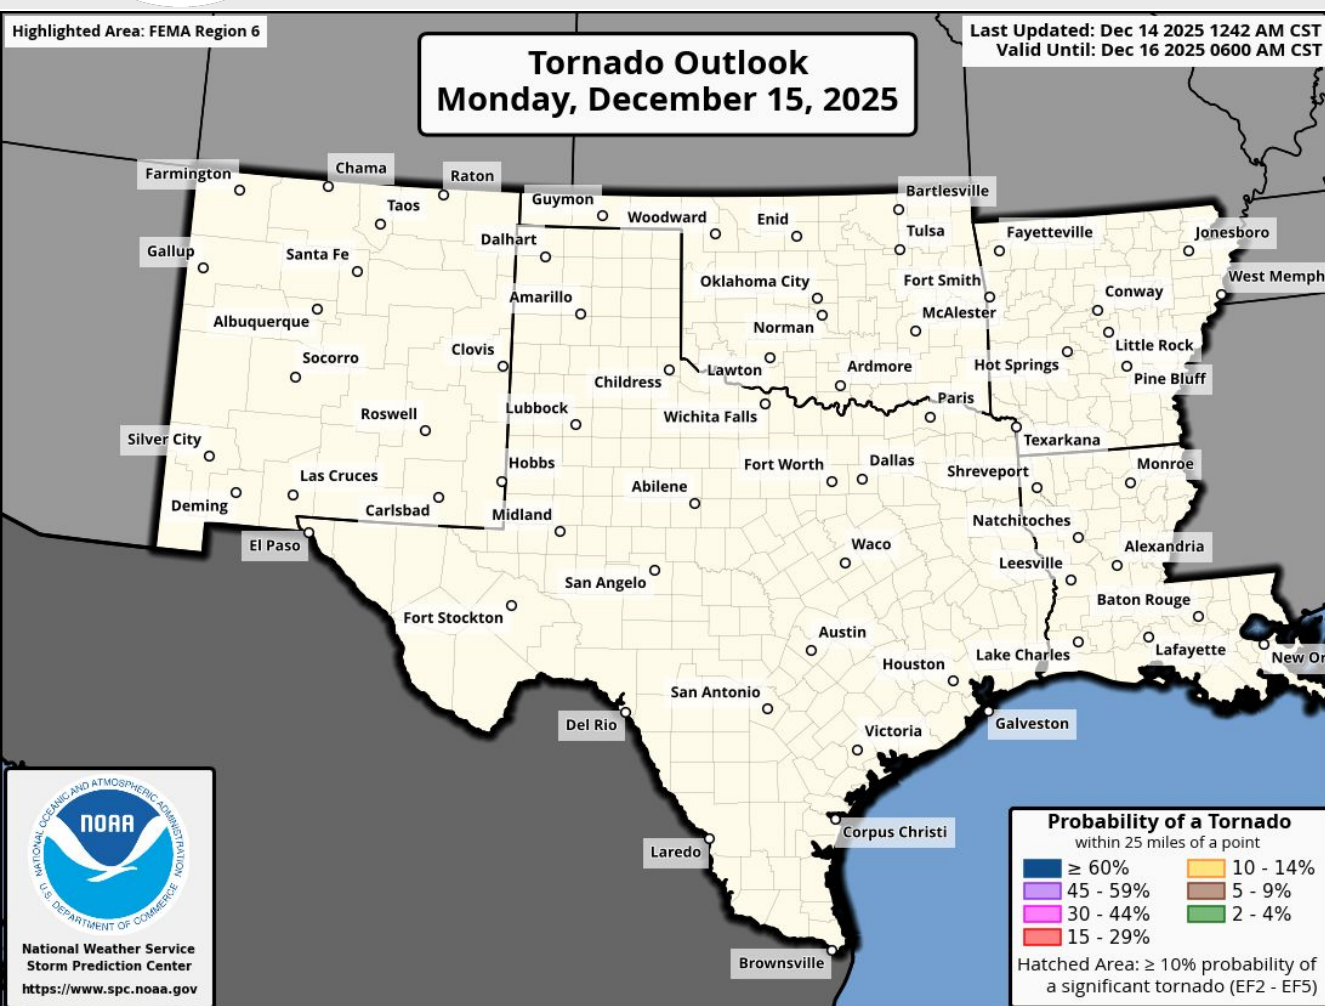 Highlighted Area: FEMA Region 6
Last Updated: Dec 14 2025 1242 AM CST
Valid Until: Dec 16 2025 0600 AM CST
Tornado Outlook
Monday, December 15, 2025
Farmington
Chama
Raton
Taos
Guymon
Woodward
Enid
Bartlesville
Tulsa
Fayetteville
Jonesboro
Gallup
Santa Fe
Dalhart
Oklahoma City
Fort Smith
Conway
West Memph
Albuquerque
Amarillo
Norman
McAlester
Little Rock
Socorro
Clovis
Childress
Lawton
Ardmore
Hot Springs
Pine Bluff
Roswell
Lubbock
Wichita Falls
Paris
Texarkana
Silver City
Las Cruces
Hobbs
Fort Worth
Dallas
Shreveport
Monroe
Deming
Carlsbad
Midland
Abilene
Natchitoches
El Paso
San Angelo
Waco
Leesville
Alexandria
Fort Stockton
Baton Rouge
Austin
Houston
Lake Charles
Lafayette
New Or
San Antonio
Del Rio
Victoria
Galveston
Corpus Christi
Laredo
Brownsville
NATIONAL OCEANIC AND ATMOSPHERIC ADMINISTRATION
NOAA
U.S. DEPARTMENT OF COMMERCE
National Weather Service
Storm Prediction Center
https://www.spc.noaa.gov
Probability of a Tornado
within 25 miles of a point
≥ 60%
45 - 59%
30 - 44%
15 - 29%
10 - 14%
5 - 9%
2 - 4%
Hatched Area: ≥ 10% probability of
a significant tornado (EF2 - EF5)